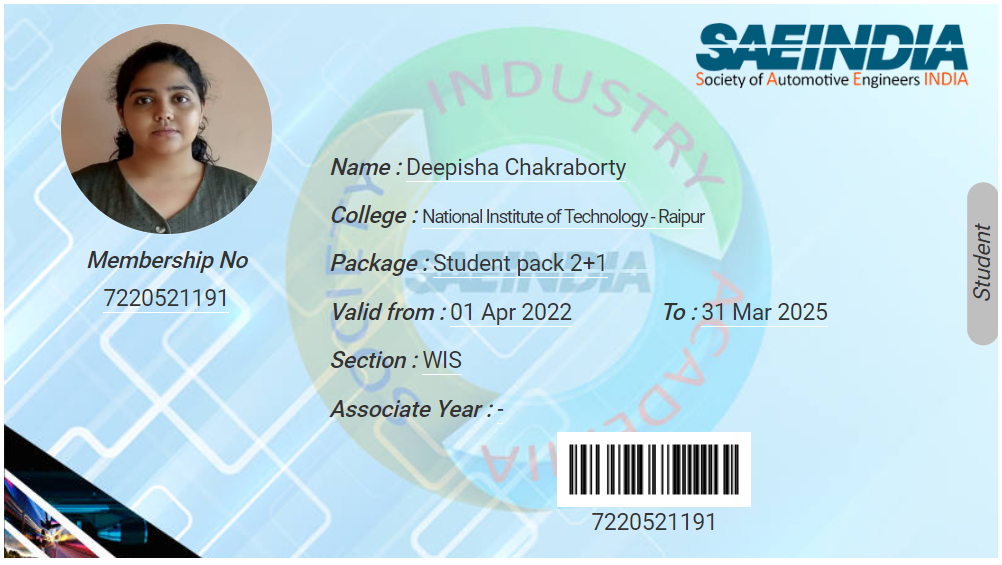 SAEINDIA
Society of Automotive Engineers INDIA
INDUSTRY
ACADEMIA
SOCIETY
SAEINDIA
Name : Deepisha Chakraborty
College : National Institute of Technology - Raipur
Package : Student pack 2+1
Valid from : 01 Apr 2022 To : 31 Mar 2025
Section : WIS
Associate Year : -
Membership No
7220521191
Student
7220521191